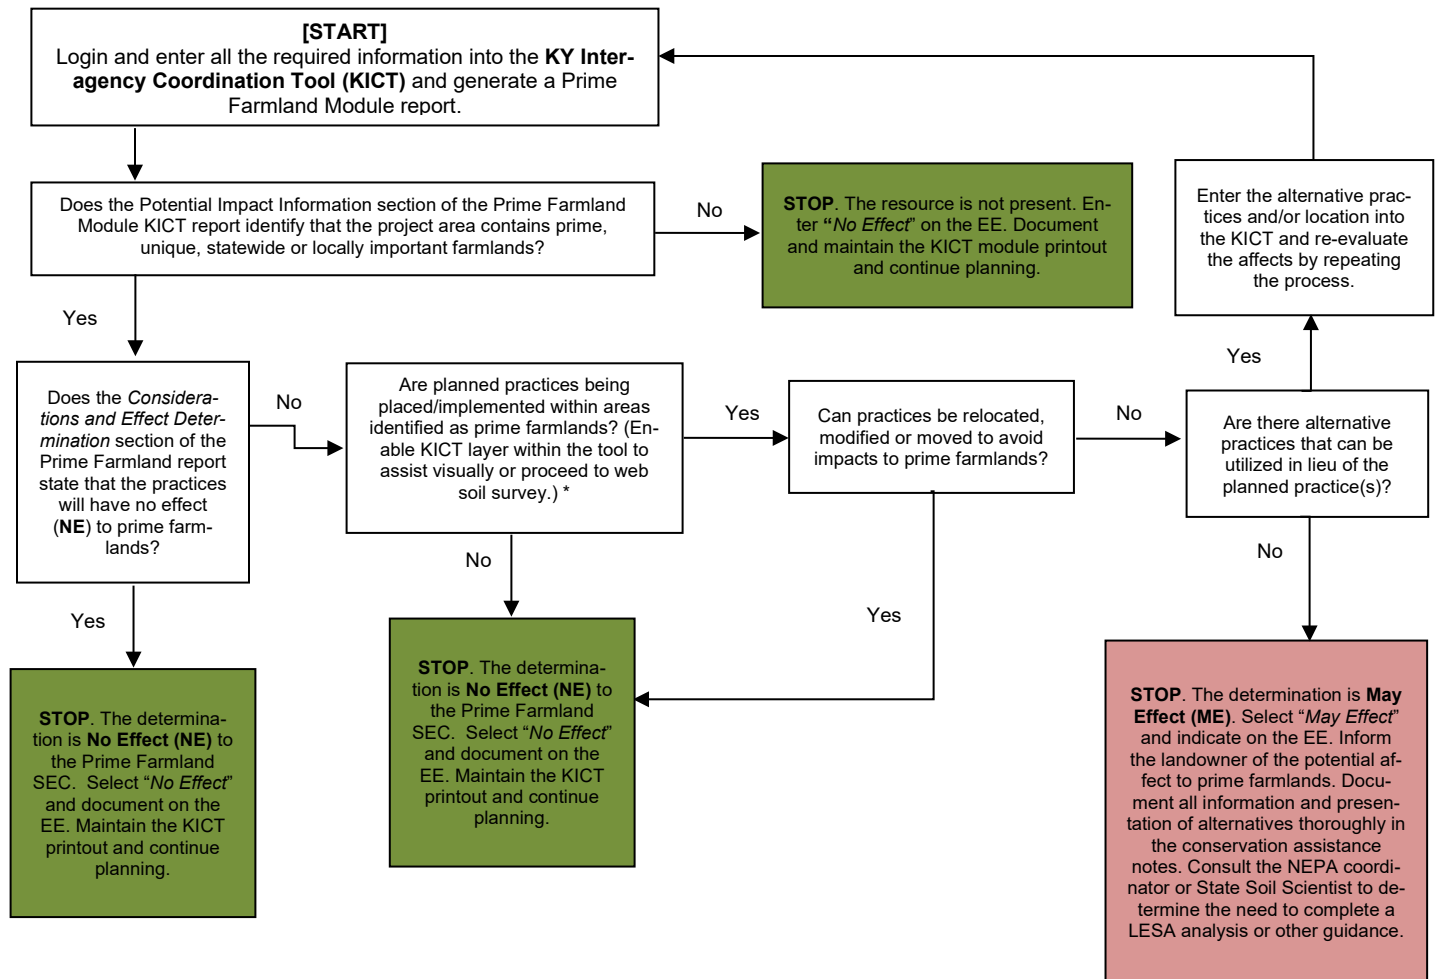 [START]
Login and enter all the required information into the KY Inter-
agency Coordination Tool (KICT) and generate a Prime
Farmland Module report.
Does the Potential Impact Information section of the Prime Farmland
Module KICT report identify that the project area contains prime,
unique, statewide or locally important farmlands?
No
STOP. The resource is not present. En-
ter “No Effect” on the EE. Document
and maintain the KICT module printout
and continue planning.
Enter the alternative prac-
tices and/or location into
the KICT and re-evaluate
the affects by repeating
the process.
Yes
Yes
Does the Considera-
tions and Effect Deter-
mination section of the
Prime Farmland report
state that the practices
will have no effect
(NE) to prime farm-
lands?
No
Are planned practices being
placed/implemented within areas
identified as prime farmlands? (En-
able KICT layer within the tool to
assist visually or proceed to web
soil survey.) *
Yes
Can practices be relocated,
modified or moved to avoid
impacts to prime farmlands?
No
Are there alternative
practices that can be
utilized in lieu of the
planned practice(s)?
No
No
Yes
Yes
STOP. The determina-
tion is No Effect (NE) to
the Prime Farmland
SEC. Select “No Effect”
and document on the
EE. Maintain the KICT
printout and continue
planning.
STOP. The determina-
tion is No Effect (NE) to
the Prime Farmland
SEC. Select “No Effect”
and document on the
EE. Maintain the KICT
printout and continue
planning.
STOP. The determination is May
Effect (ME). Select “May Effect”
and indicate on the EE. Inform
the landowner of the potential af-
fect to prime farmlands. Docu-
ment all information and presen-
tation of alternatives thoroughly in
the conservation assistance
notes. Consult the NEPA coordi-
nator or State Soil Scientist to de-
termine the need to complete a
LESA analysis or other guidance.